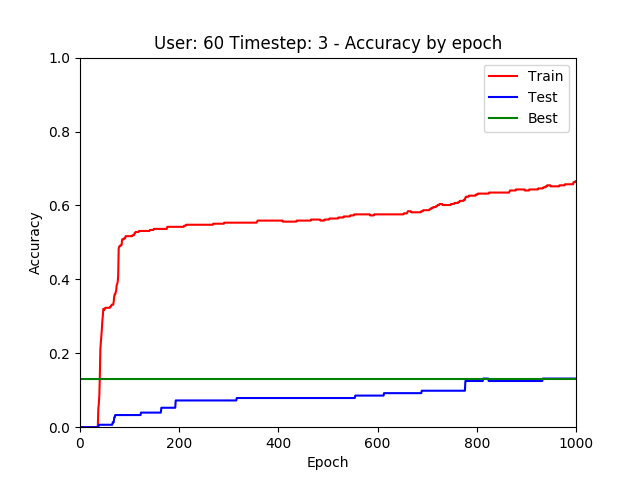 User: 60 Timestep: 3 - Accuracy by epoch
1.0
0.8
0.6
0.4
0.2
0.0
Accuracy
Train
Test
Best
0 200 400 600 800 1000
Epoch